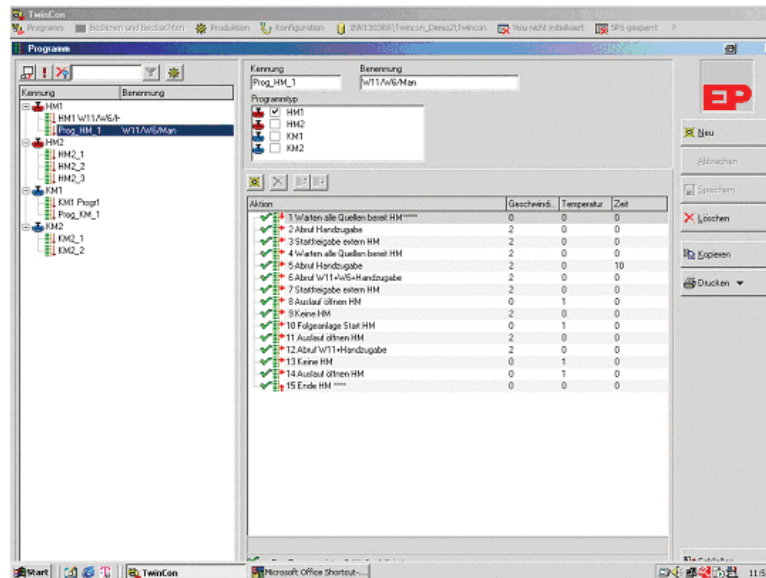 TwinCon
Programm Bedienen und Beobachten Produktion Konfiguration Visu nicht initialisiert SPS gesperrt ?
Programm
Kennung Benennung
HM1
HM1 W11/W6/H
Prog_HM_1 W11/W6/Man
HM2
HM2_1
HM2_2
HM2_3
KM1
KM1 Progr1
Prog_KM_1
KM2
KM2_1
KM2_2
Kennung Benennung
Prog_HM_1 W11/W6/Man
Programmtyp
HM1
HM2
KM1
KM2
Aktion Geschwindi... Temperatur Zeit
1 Warten alle Quellen bereit HM***** 0 0 0
2 Abruf Handzugabe 2 0 0
3 Startfreigabe extern HM 2 0 0
4 Warten alle Quellen bereit HM 2 0 0
5 Abruf Handzugabe 2 0 10
6 Abruf W11+W6+Handzugabe 2 0 0
7 Startfreigabe extern HM 2 0 0
8 Auslauf öffnen HM 0 1 0
9 Keine HM 2 0 0
10 Folgeanlage Start HM 0 1 0
11 Auslauf öffnen HM 2 0 0
12 Abruf W11+Handzugabe 2 0 0
13 Keine HM 0 1 0
14 Auslauf öffnen HM 0 1 0
15 Ende HM **** 0 0 0
EP
Neu
Abbrechen
Speichern
Löschen
Kopieren
Drucken
Start TwinCon Microsoft Office Shortcut-... 11:5